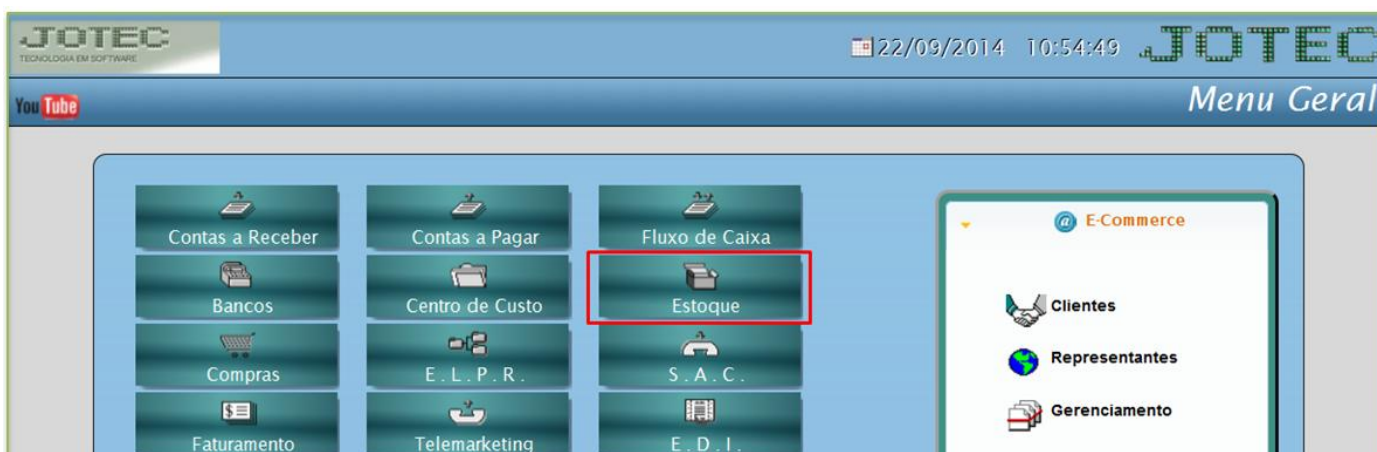 JOTEC
TECNOLOGIA EM SOFTWARE
22/09/2014 10:54:49 JOTEC
You Tube
Menu Geral
Contas a Receber Contas a Pagar Fluxo de Caixa
Bancos Centro de Custo Estoque
Compras E.L.P.R. S.A.C.
Faturamento Telemarketing E.D.I.
@ E-Commerce
Clientes
Representantes
Gerenciamento